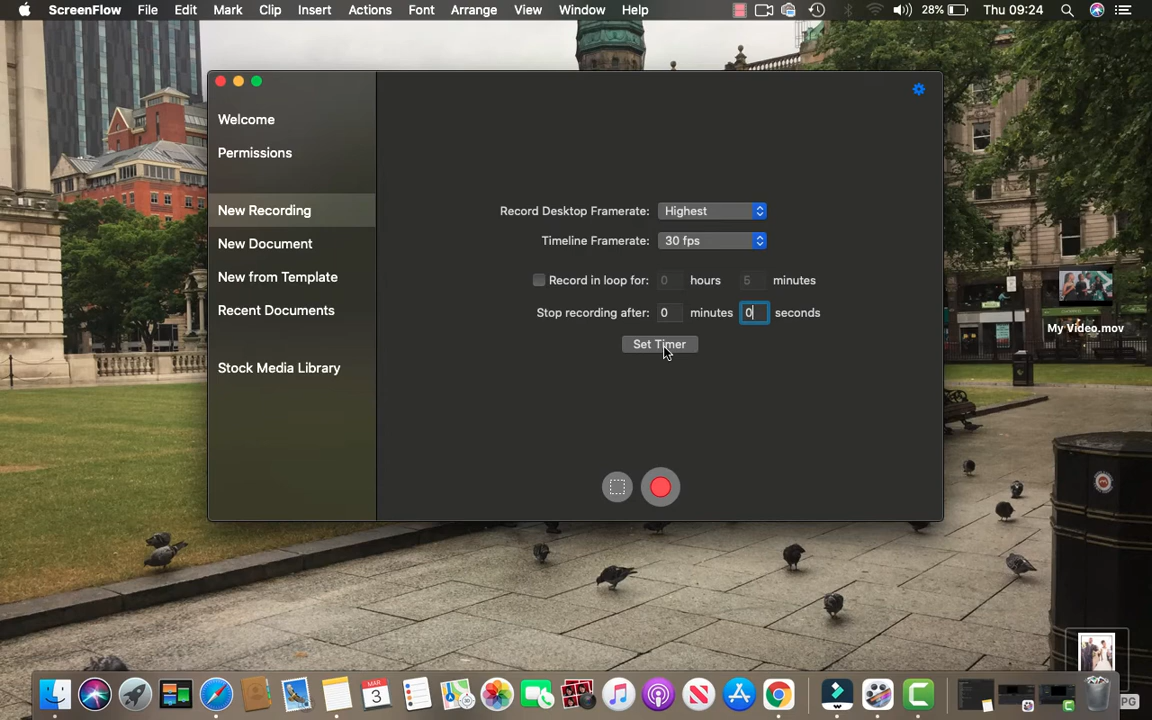 ScreenFlow File Edit Mark Clip Insert Actions Font Arrange View Window Help 28% Thu 09:24
Welcome
Permissions
New Recording
New Document
New from Template
Recent Documents
Stock Media Library
Record Desktop Framerate: Highest
Timeline Framerate: 30 fps
Record in loop for: 0 hours 5 minutes
Stop recording after: 0 minutes 0 seconds
Set Timer
My Video.mov
MAR
3
PG